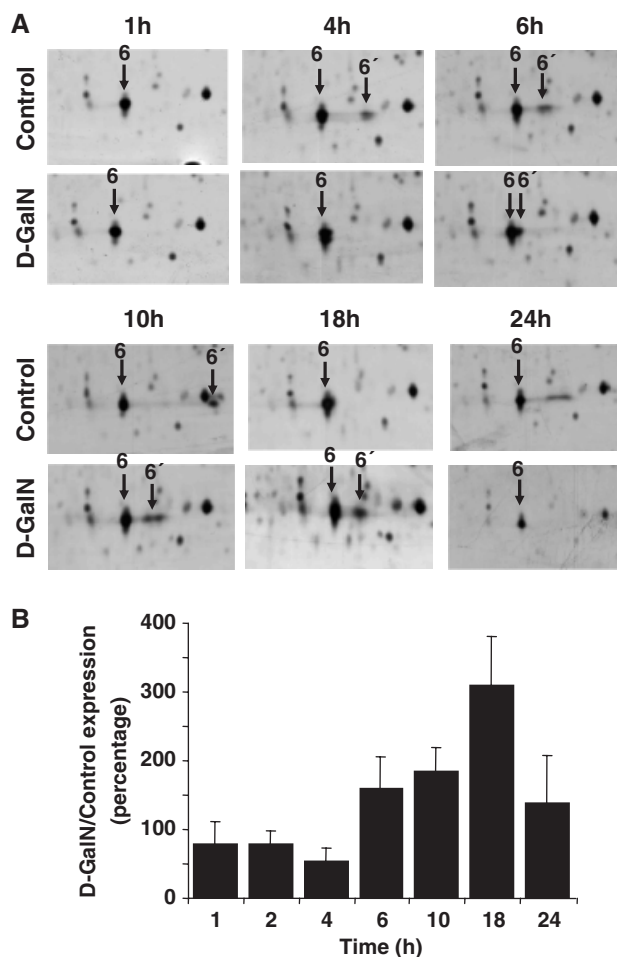 A
1h 4h 6h
Control
6
6 6´
6 6´
D-GalN
6
6
6 6´
10h 18h 24h
Control
6 6´
6
6
D-GalN
6 6´
6 6´
6
B
D-GalN/Control expression
(percentage)
400
300
200
100
0
1 2 4 6 10 18 24
Time (h)